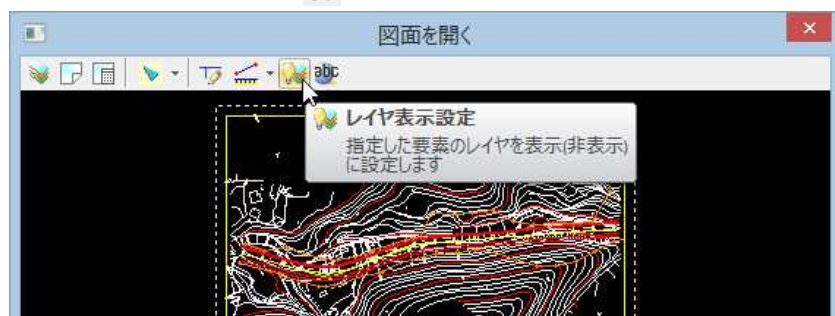 図面を開く
abc
レイヤ表示設定
指定した要素のレイヤを表示(非表示)
に設定します